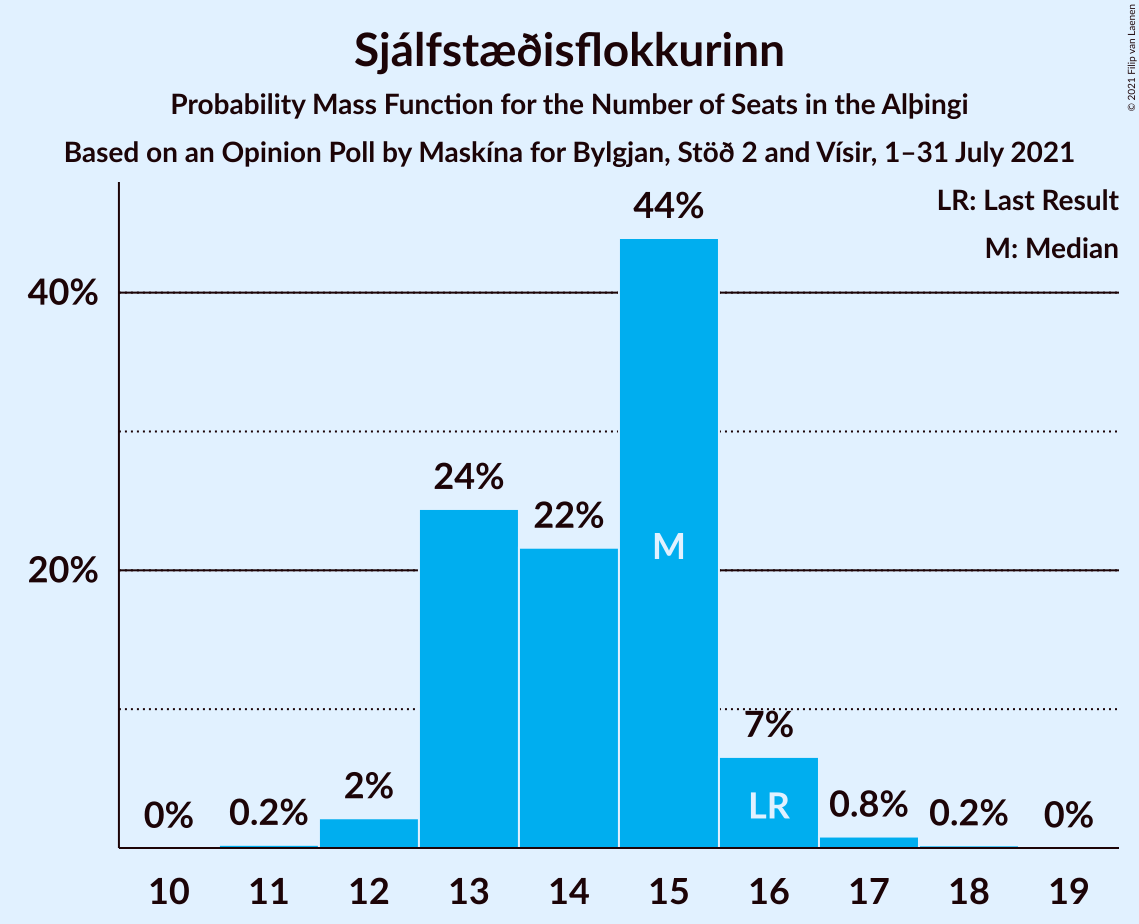 Sjálfstæðisflokkurinn
Probability Mass Function for the Number of Seats in the Alþingi
Based on an Opinion Poll by Maskína for Bylgjan, Stöð 2 and Vísir, 1–31 July 2021
© 2021 Filip van Laenen
LR: Last Result
M: Median
44%
40%
24%
22%
M
20%
7%
2%
LR
0% 0.2% 0.8% 0.2% 0%
10 11 12 13 14 15 16 17 18 19